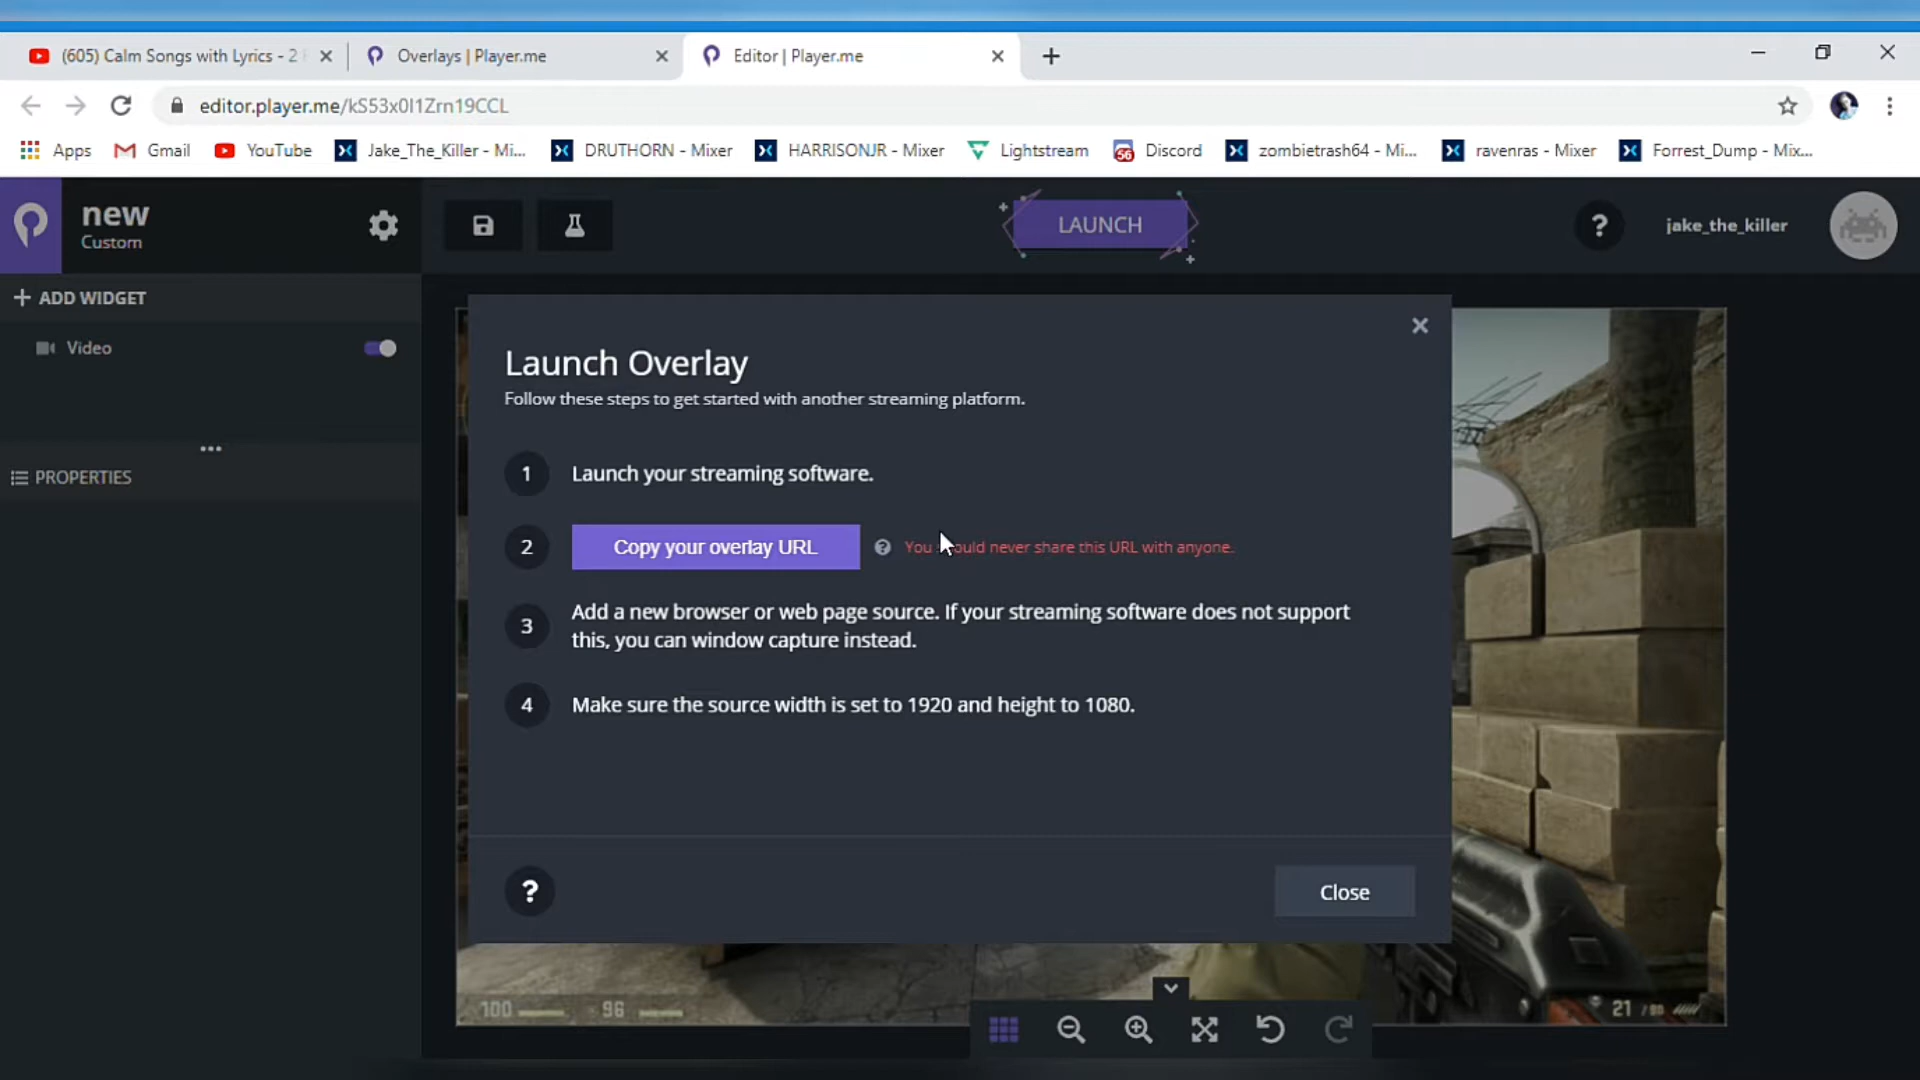 (605) Calm Songs with Lyrics - 2
Overlays | Player.me
Editor | Player.me
editor.player.me/kS53x0l1Zrn19CCL
Apps
Gmail
YouTube
Jake_The_Killer - Mi...
DRUTHORN - Mixer
HARRISONJR - Mixer
Lightstream
56
Discord
zombietrash64 - Mi...
ravenras - Mixer
Forrest_Dump - Mix...
new
Custom
LAUNCH
?
jake_the_killer
+ ADD WIDGET
Video
PROPERTIES
Launch Overlay
Follow these steps to get started with another streaming platform.
1 Launch your streaming software.
2 Copy your overlay URL
? You should never share this URL with anyone.
3 Add a new browser or web page source. If your streaming software does not support
this, you can window capture instead.
4 Make sure the source width is set to 1920 and height to 1080.
?
Close
100
96
21